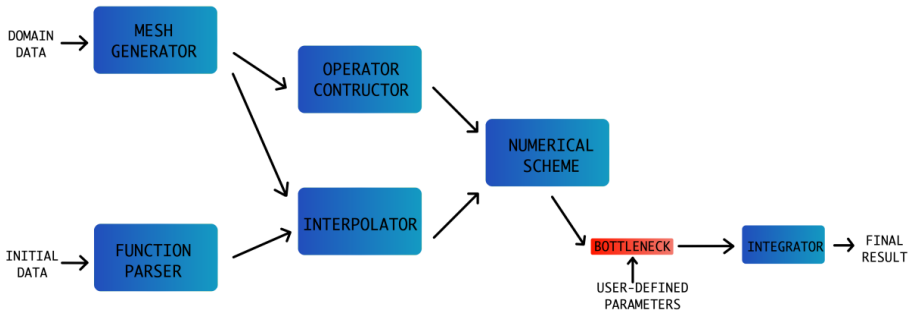 DOMAIN
DATA
MESH
GENERATOR
OPERATOR
CONTRUCTOR
NUMERICAL
SCHEME
INITIAL
DATA
FUNCTION
PARSER
INTERPOLATOR
BOTTLENECK
USER-DEFINED
PARAMETERS
INTEGRATOR
FINAL
RESULT